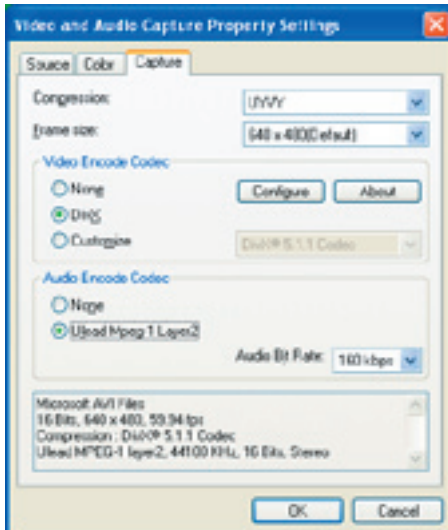 Video and Audio Capture Property Settings
Source Color Capture
Compression: UYVY
Frame size: 640 x 480(Default)
Video Encode Codec
None Configure About
DivX
Customize DivX® 5.1.1 Codec
Audio Encode Codec
None
Ulead Mpeg 1 Layer2
Audio Bit Rate: 160 kbps
Microsoft AVI Files
16 Bits, 640 x 480, 59.94 fps
Compression : DivX® 5.1.1 Codec
Ulead MPEG-1 layer2, 44100 KHz, 16 Bits, Stereo
OK Cancel